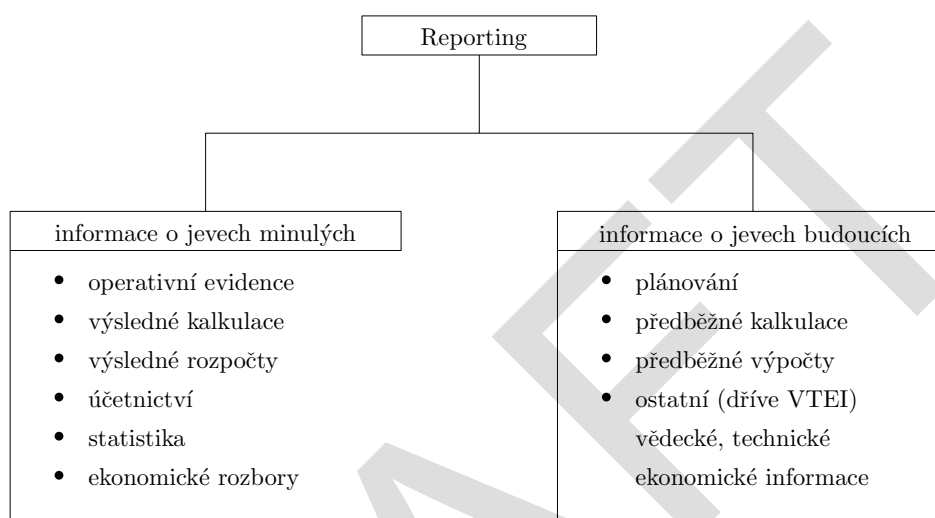 Reporting
informace o jevech minulých
• operativní evidence
• výsledné kalkulace
• výsledné rozpočty
• účetnictví
• statistika
• ekonomické rozbory
informace o jevech budoucích
• plánování
• předběžné kalkulace
• předběžné výpočty
• ostatní (dříve VTEI)
vědecké, technické
ekonomické informace